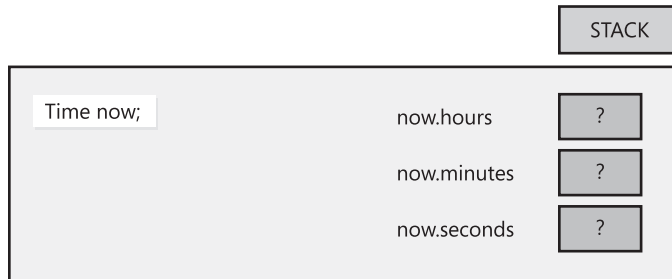 STACK
Time now;
now.hours ?
now.minutes ?
now.seconds ?